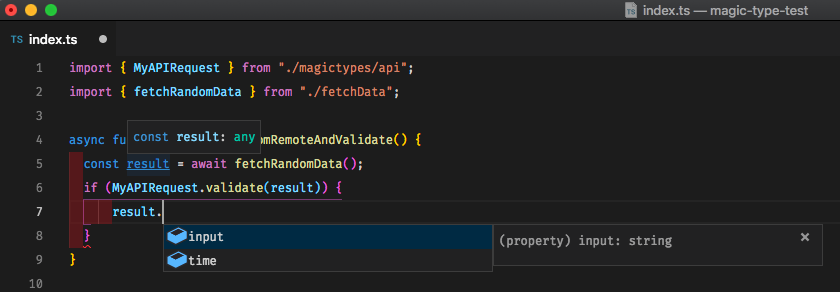 index.ts — magic-type-test
TS index.ts
1 import { MyAPIRequest } from "./magictypes/api";
2 import { fetchRandomData } from "./fetchData";
3
const result: any
4 async fu omRemoteAndValidate() {
5 const result = await fetchRandomData();
6 if (MyAPIRequest.validate(result)) {
7 result.
input
(property) input: string ×
8 }
time
9 }
10